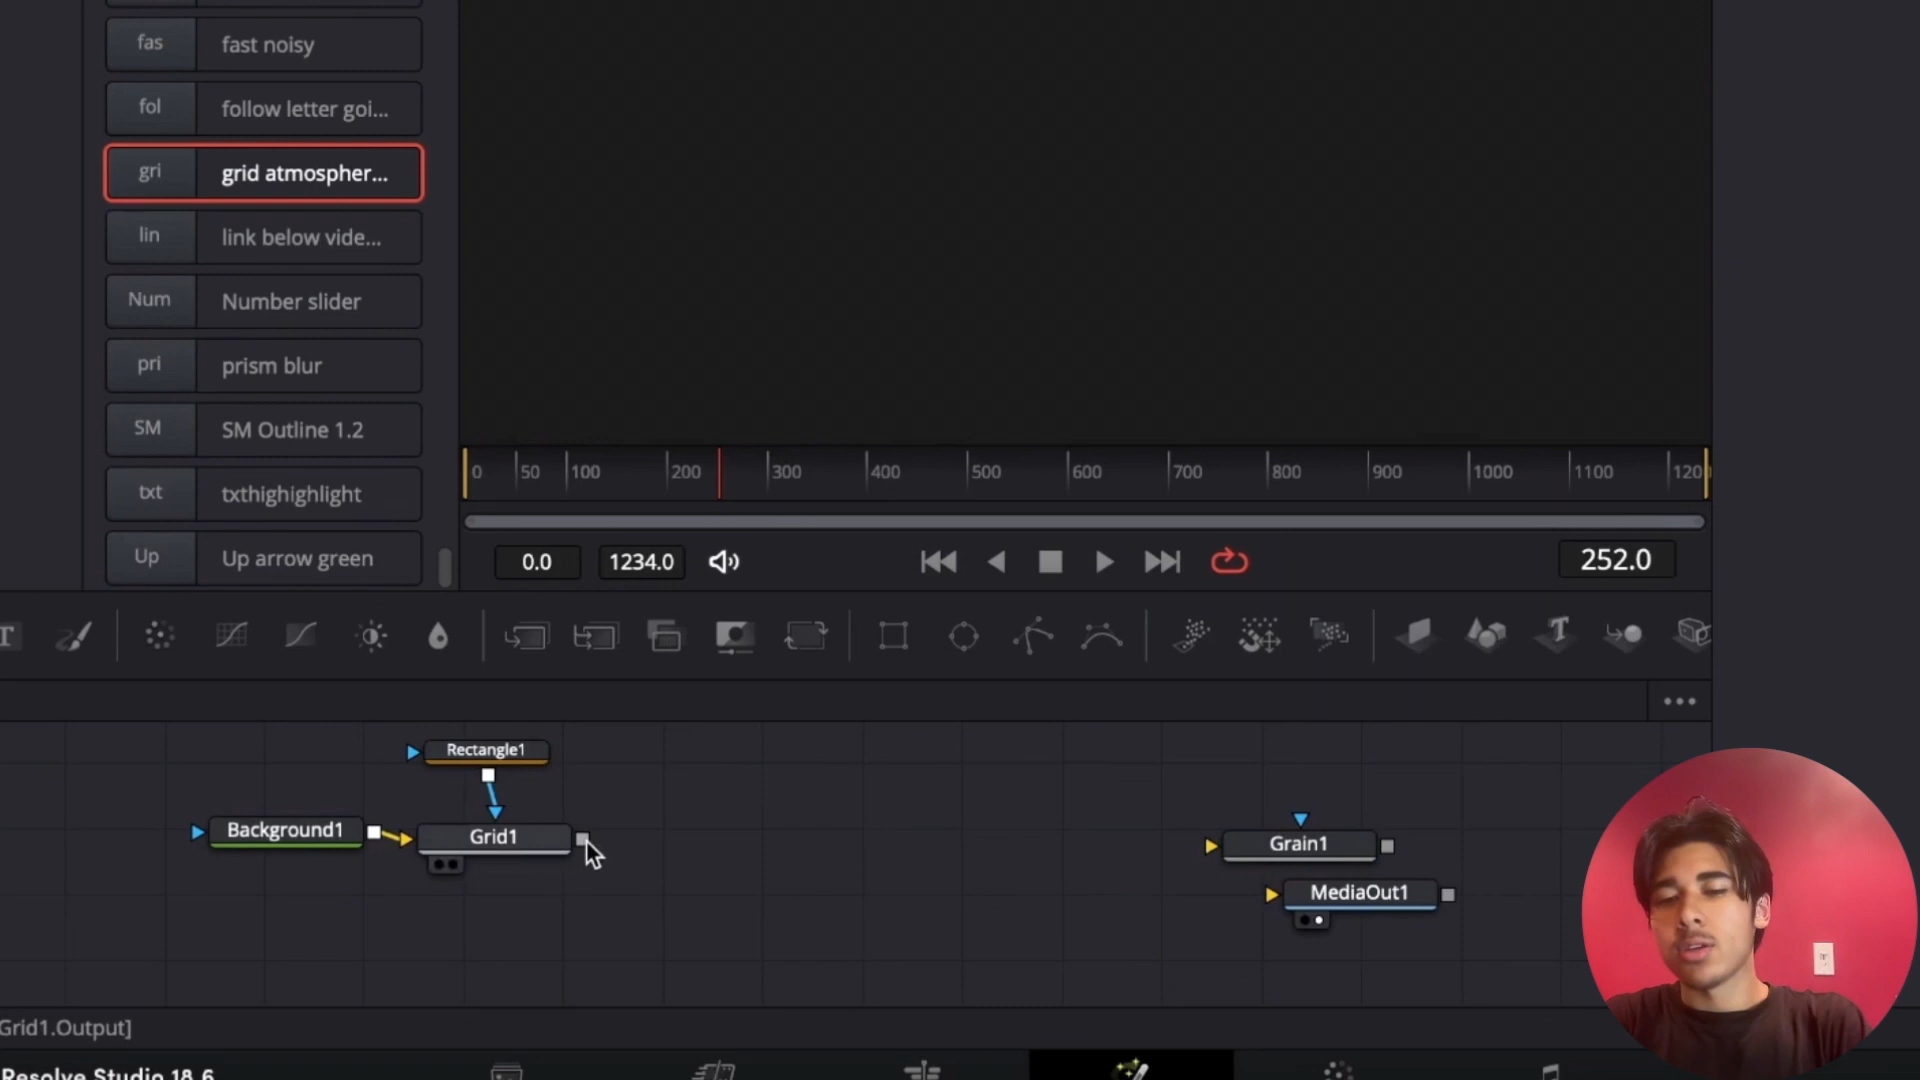 fas fast noisy
fol follow letter goi...
gri grid atmospher...
lin link below vide...
Num Number slider
pri prism blur
SM SM Outline 1.2
txt txthighighlight
Up Up arrow green
0 50 100 200 300 400 500 600 700 800 900 1000 1100 120
0.0 1234.0 252.0
T
Rectangle1
Background1
Grid1
Grain1
MediaOut1
Grid1.Output]
Resolve Studio 18.6